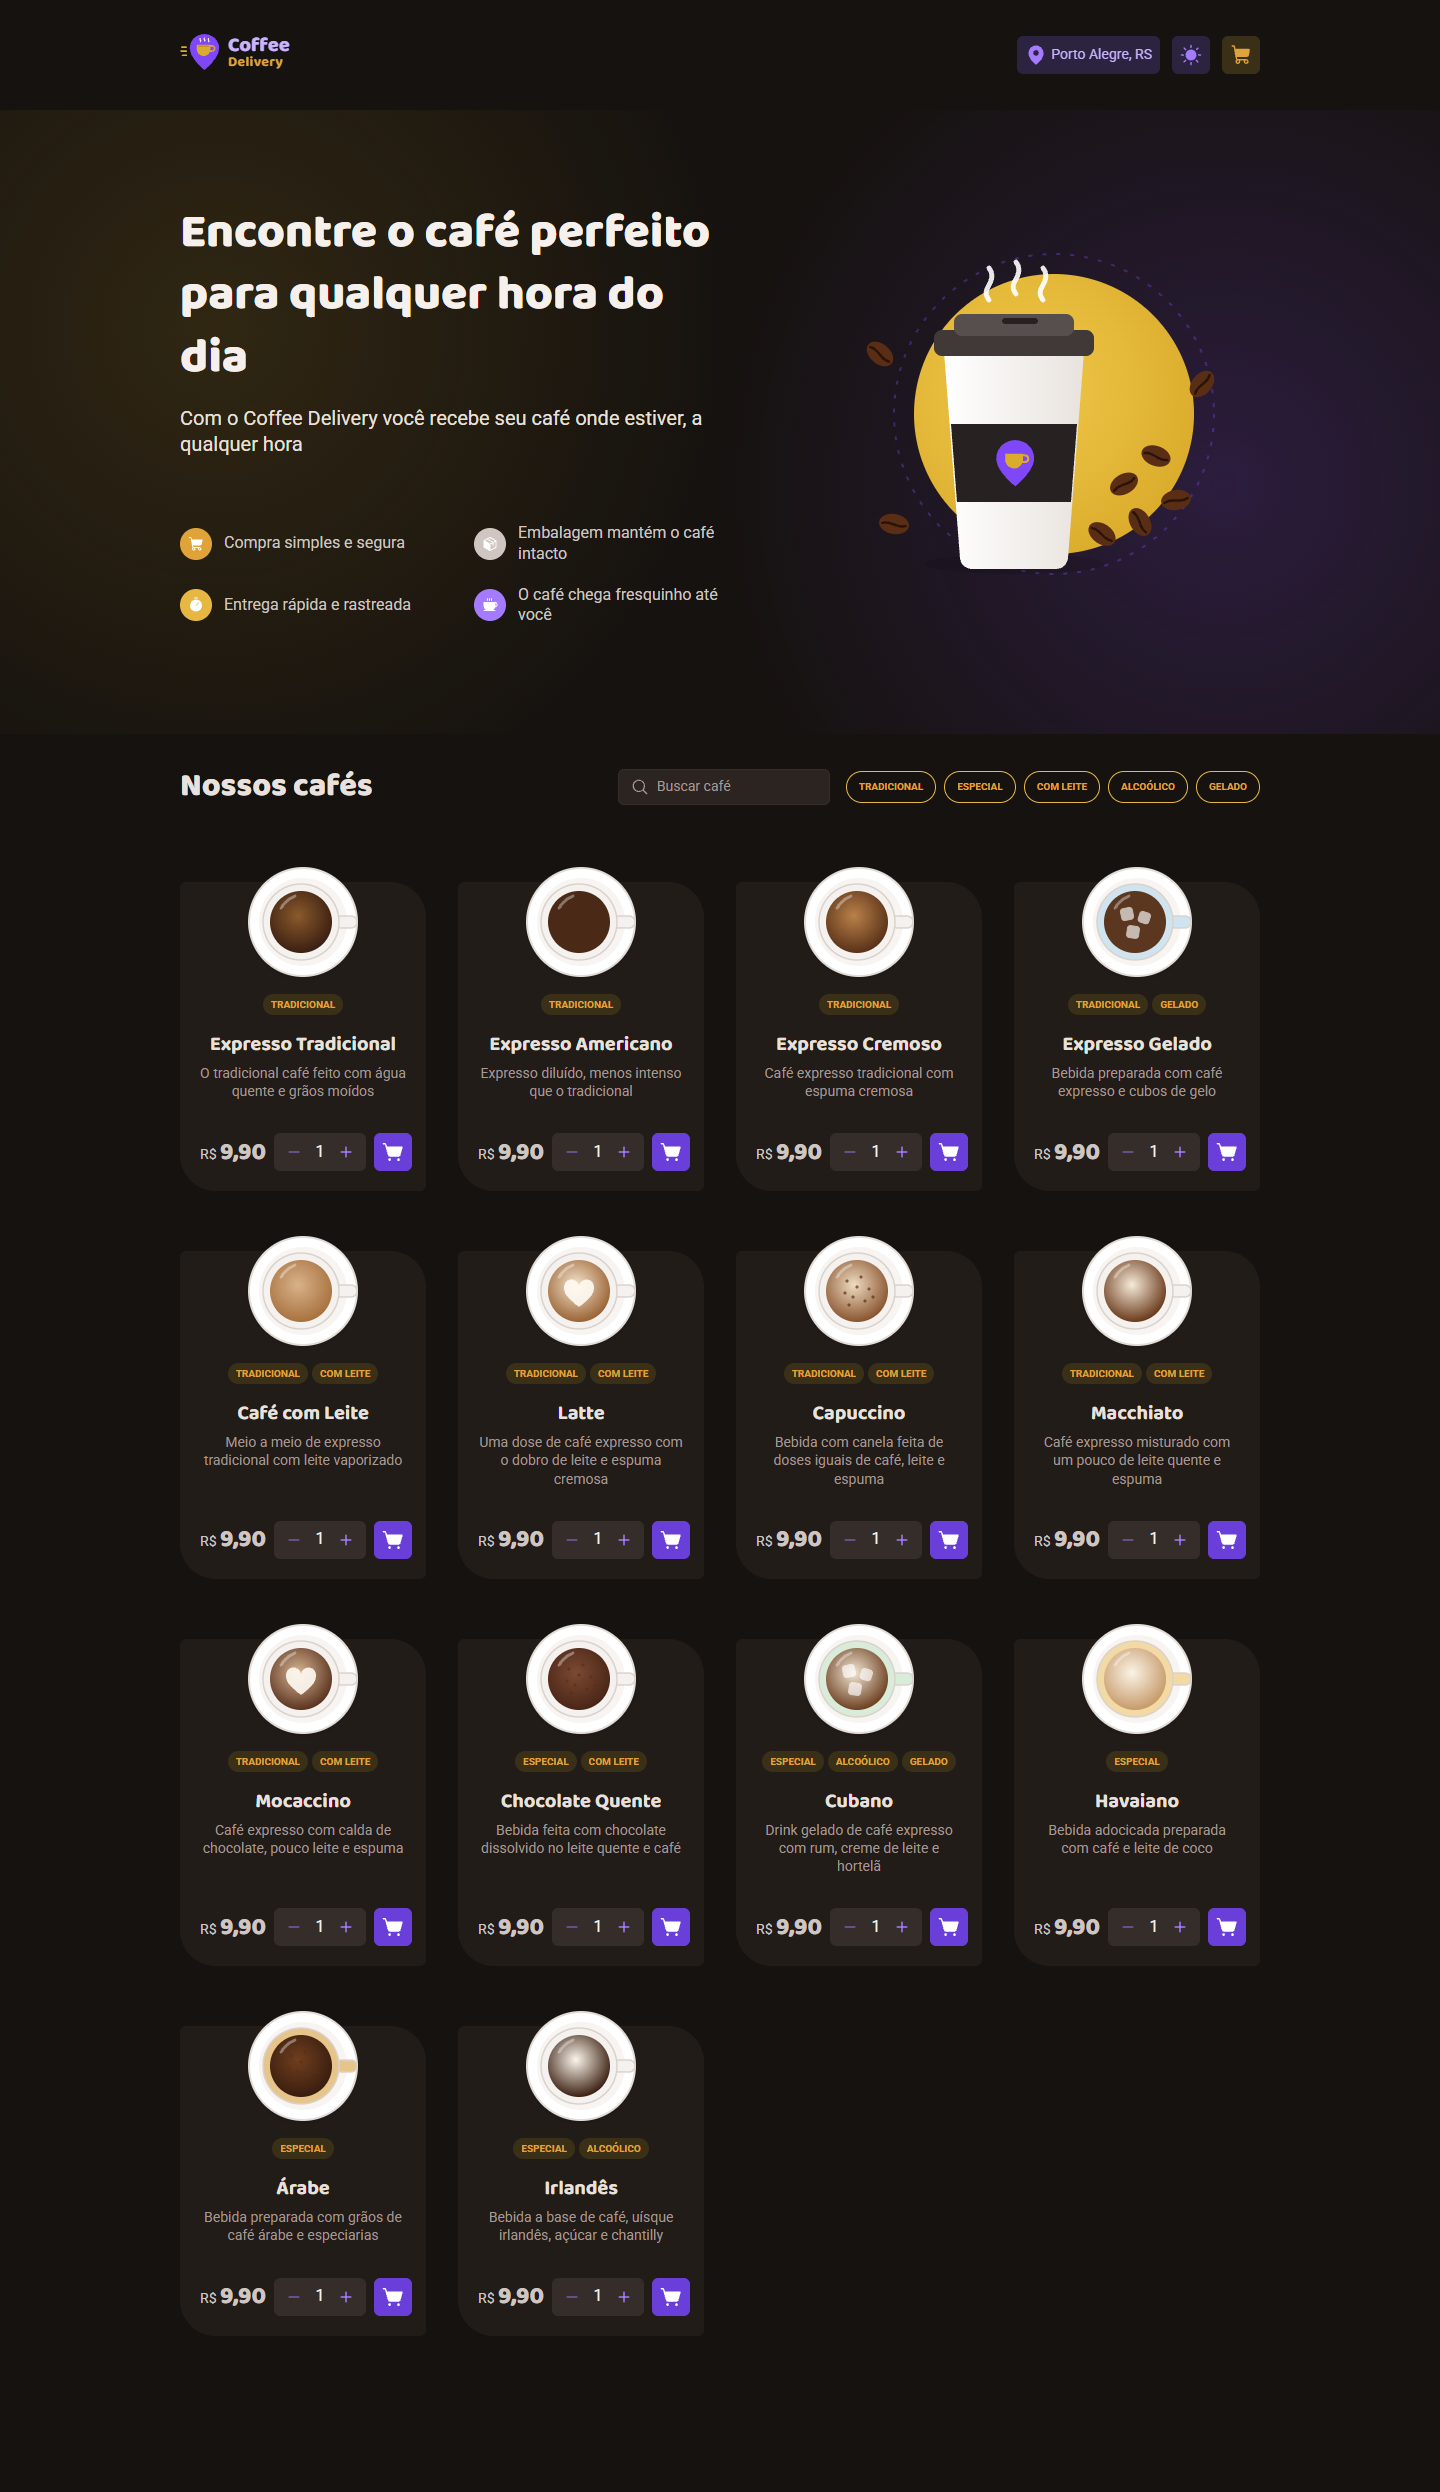 Coffee
Delivery
Porto Alegre, RS
Encontre o café perfeito
para qualquer hora do
dia
Com o Coffee Delivery você recebe seu café onde estiver, a
qualquer hora
Compra simples e segura
Embalagem mantém o café
intacto
Entrega rápida e rastreada
O café chega fresquinho até
você
Nossos cafés
Buscar café
TRADICIONAL
ESPECIAL
COM LEITE
ALCOÓLICO
GELADO
TRADICIONAL
Expresso Tradicional
O tradicional café feito com água
quente e grãos moídos
R$ 9,90
1
TRADICIONAL
Expresso Americano
Expresso diluído, menos intenso
que o tradicional
R$ 9,90
1
TRADICIONAL
Expresso Cremoso
Café expresso tradicional com
espuma cremosa
R$ 9,90
1
TRADICIONAL GELADO
Expresso Gelado
Bebida preparada com café
expresso e cubos de gelo
R$ 9,90
1
TRADICIONAL COM LEITE
Café com Leite
Meio a meio de expresso
tradicional com leite vaporizado
R$ 9,90
1
TRADICIONAL COM LEITE
Latte
Uma dose de café expresso com
o dobro de leite e espuma
cremosa
R$ 9,90
1
TRADICIONAL COM LEITE
Capuccino
Bebida com canela feita de
doses iguais de café, leite e
espuma
R$ 9,90
1
TRADICIONAL COM LEITE
Macchiato
Café expresso misturado com
um pouco de leite quente e
espuma
R$ 9,90
1
TRADICIONAL COM LEITE
Mocaccino
Café expresso com calda de
chocolate, pouco leite e espuma
R$ 9,90
1
ESPECIAL COM LEITE
Chocolate Quente
Bebida feita com chocolate
dissolvido no leite quente e café
R$ 9,90
1
ESPECIAL ALCOÓLICO GELADO
Cubano
Drink gelado de café expresso
com rum, creme de leite e
hortelã
R$ 9,90
1
ESPECIAL
Havaiano
Bebida adocicada preparada
com café e leite de coco
R$ 9,90
1
ESPECIAL
Árabe
Bebida preparada com grãos de
café árabe e especiarias
R$ 9,90
1
ESPECIAL ALCOÓLICO
Irlandês
Bebida a base de café, uísque
irlandês, açúcar e chantilly
R$ 9,90
1